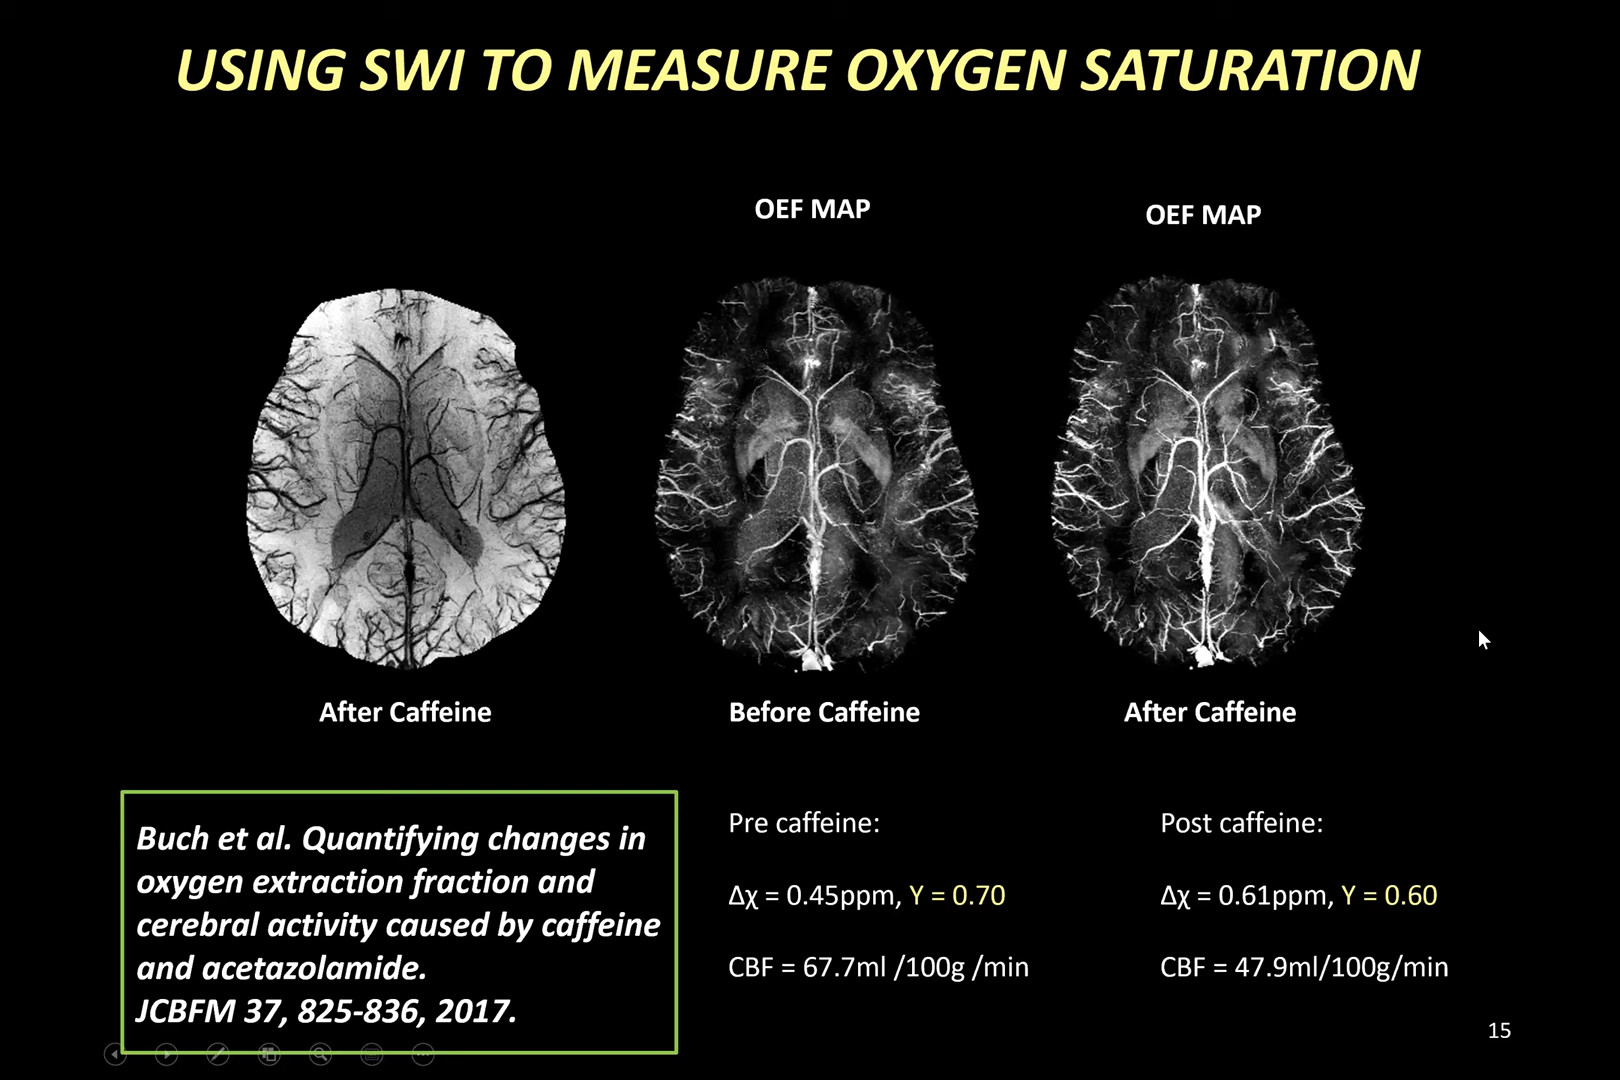 USING SWI TO MEASURE OXYGEN SATURATION
OEF MAP
OEF MAP
After Caffeine
Before Caffeine
After Caffeine
Buch et al. Quantifying changes in
oxygen extraction fraction and
cerebral activity caused by caffeine
and acetazolamide.
JCBFM 37, 825-836, 2017.
Pre caffeine:
Δχ = 0.45ppm, Y = 0.70
CBF = 67.7ml /100g /min
Post caffeine:
Δχ = 0.61ppm, Y = 0.60
CBF = 47.9ml/100g/min
15